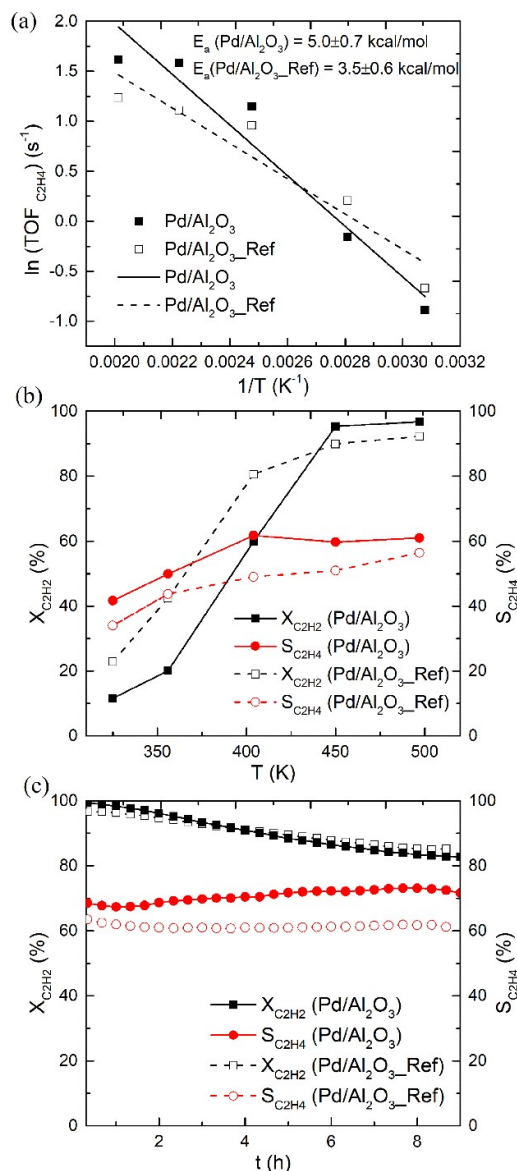 (a)
Eₐ (Pd/Al₂O₃) = 5.0±0.7 kcal/mol
Eₐ(Pd/Al₂O₃_Ref) = 3.5±0.6 kcal/mol
ln (TOF C2H4) (s⁻¹)
2.0
1.5
1.0
0.5
0.0
-0.5
-1.0
Pd/Al₂O₃
Pd/Al₂O₃_Ref
Pd/Al₂O₃
Pd/Al₂O₃_Ref
0.0020 0.0022 0.0024 0.0026 0.0028 0.0030 0.0032
1/T (K⁻¹)
(b)
X C2H2 (%)
100
80
60
40
20
0
S C2H4 (%)
100
80
60
40
20
0
X C2H2 (Pd/Al₂O₃)
S C2H4 (Pd/Al₂O₃)
X C2H2 (Pd/Al₂O₃_Ref)
S C2H4 (Pd/Al₂O₃_Ref)
350 400 450 500
T (K)
(c)
X C2H2 (%)
100
80
60
40
20
0
S C2H4 (%)
100
80
60
40
20
0
X C2H2 (Pd/Al₂O₃)
S C2H4 (Pd/Al₂O₃)
X C2H2 (Pd/Al₂O₃_Ref)
S C2H4 (Pd/Al₂O₃_Ref)
2 4 6 8
t (h)